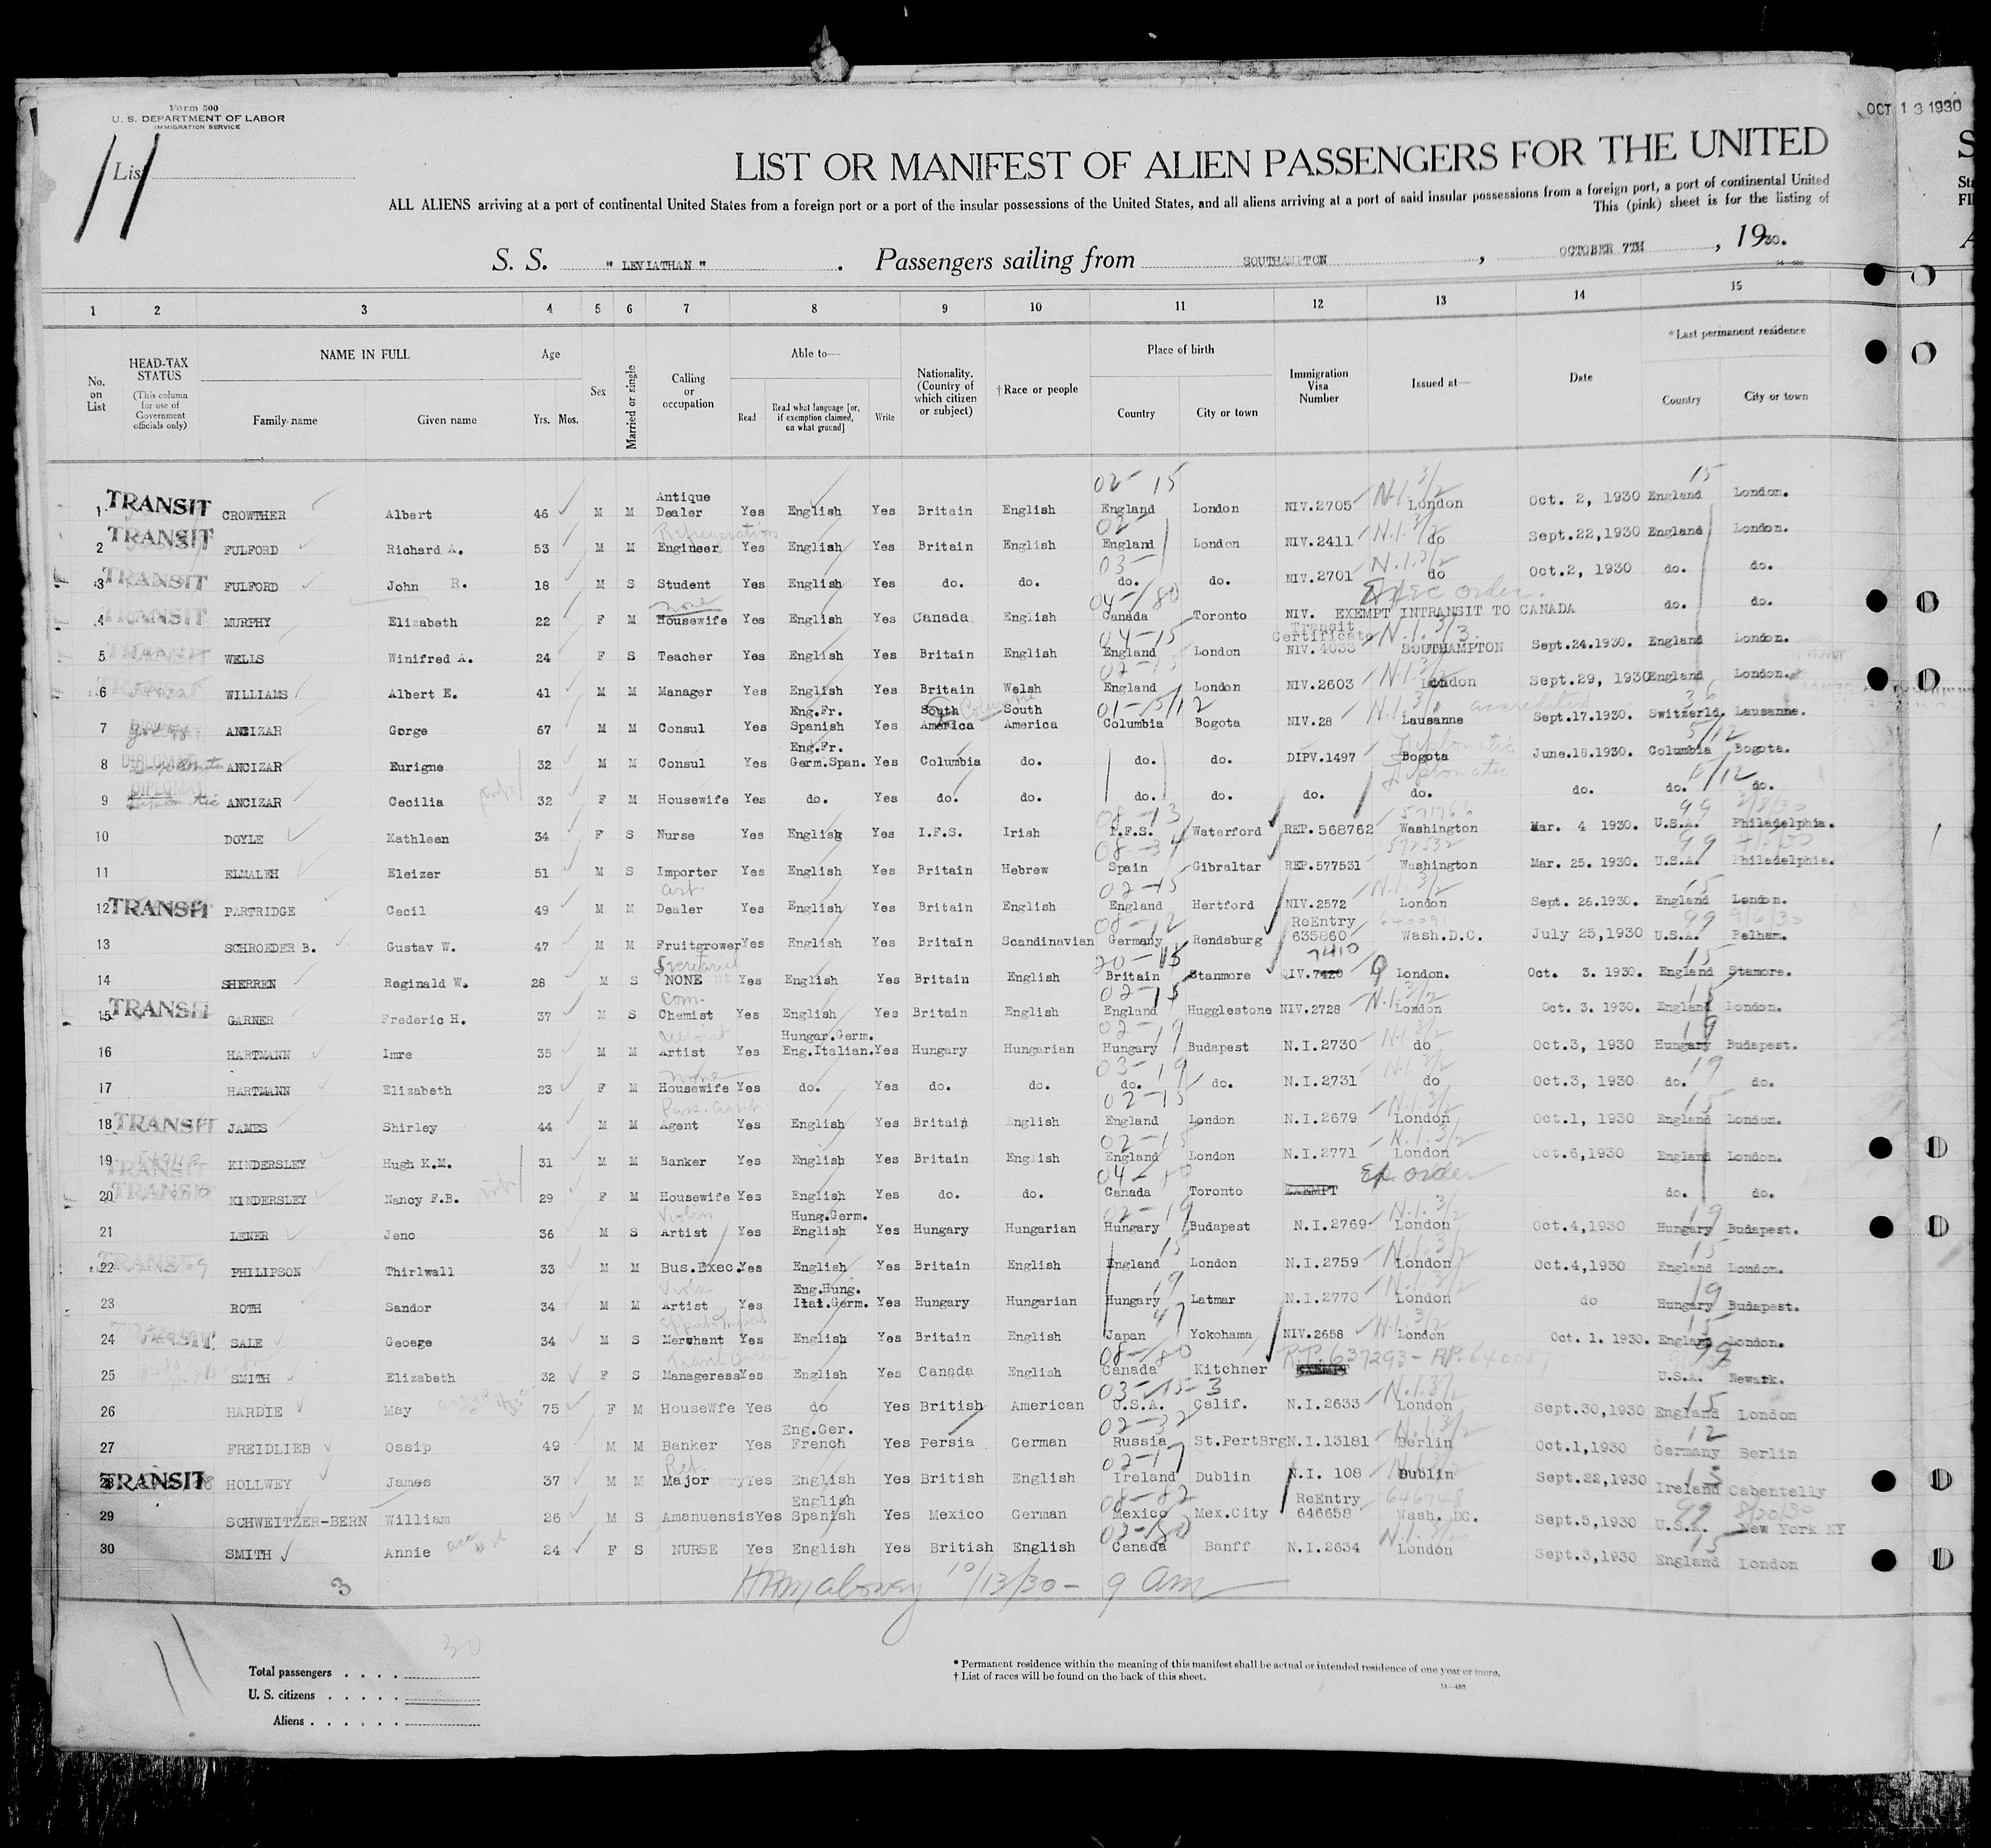 Form 500
U. S. DEPARTMENT OF LABOR
IMMIGRATION SERVICE
OCT 13 1930
List 11
LIST OR MANIFEST OF ALIEN PASSENGERS FOR THE UNITED
ALL ALIENS arriving at a port of continental United States from a foreign port or a port of the insular possessions of the United States, and all aliens arriving at a port of said insular possessions from a foreign port, a port of continental United
This (pink) sheet is for the listing of
S. S. " LEVIATHAN " . Passengers sailing from SOUTHAMPTON , OCTOBER 7TH , 1930.
1 2 3 4 5 6 7 8 9 10 11 12 13 14 15
No. on List
HEAD-TAX STATUS
(This column for use of Government officials only)
NAME IN FULL
Family name Given name
Age
Yrs. Mos.
Sex
Married or single
Calling or occupation
Able to—
Read
Read what language [or, if exemption claimed, on what ground]
Write
Nationality. (Country of which citizen or subject)
†Race or people
Place of birth
Country City or town
Immigration Visa Number
Issued at—
Date
*Last permanent residence
Country City or town
1 TRANSIT CROWTHER Albert 46 M M Antique Dealer Yes English Yes Britain English England London NIV.2705 London Oct. 2, 1930 England London.
2 TRANSIT FULFORD Richard A. 53 M M Engineer Yes English Yes Britain English England London NIV.2411 do Sept.22,1930 England London.
3 TRANSIT FULFORD John R. 18 M S Student Yes English Yes do. do. do. do. NIV.2701 do Oct.2, 1930 do. do.
4 TRANSIT MURPHY Elizabeth 22 F M none Housewife Yes English Yes Canada English Canada Toronto NIV. EXEMPT INTRANSIT TO CANADA do. do.
5 WELLS Winifred A. 24 F S Teacher Yes English Yes Britain English England London Transit Certificate NIV.4033 SOUTHAMPTON Sept.24.1930. England London.
6 WILLIAMS Albert E. 41 M M Manager Yes English Yes Britain Welsh England London NIV.2603 London Sept.29, 1930 England London.
7 ANCIZAR Gorge 67 M M Consul Yes Eng.Fr. Spanish Yes South America South America Columbia Bogota NIV.28 Lausanne Sept.17.1930. Switzerld. Lausanne.
8 ANCIZAR Eurigne 32 M M Consul Yes Eng.Fr. Germ.Span. Yes Columbia do. do. do. DIPV.1497 Bogota June.18.1930. Columbia Bogota.
9 ANCIZAR Cecilia 32 F M Housewife Yes do. Yes do. do. do. do. do. do. do. do. do.
10 DOYLE Kathleen 34 F S Nurse Yes English Yes I.F.S. Irish I.F.S. Waterford REP.568762 Washington Mar. 4 1930. U.S.A. Philadelphia.
11 ELMALEH Eleizer 51 M S Importer Yes English Yes Britain Hebrew Spain Gibraltar REP.577531 Washington Mar. 25. 1930. U.S.A. Philadelphia.
12 TRANSIT PARTRIDGE Cecil 49 M M art. Dealer Yes English Yes Britain English England Hertford NIV.2572 London Sept. 26.1930. England London.
13 SCHROEDER B. Gustav W. 47 M M Fruitgrower Yes English Yes Britain Scandinavian Germany Rendsburg ReEntry 635860 Wash.D.C. July 25,1930 U.S.A. Pelham.
14 SHERREN Reginald W. 28 M S NONE Yes English Yes Britain English Britain Stanmore QIV.7420 7410 London. Oct. 3. 1930. England Stamore.
15 TRANSIT GARNER Frederic H. 37 M S Com. Chemist Yes English Yes Britain English England Hugglestone NIV.2728 London Oct. 3. 1930. England London.
16 HARTMANN Imre 35 M M Artist Yes Hungar.Germ. Eng.Italian. Yes Hungary Hungarian Hungary Budapest N.I.2730 do Oct.3, 1930 Hungary Budapest.
17 HARTMANN Elizabeth 23 F M none Housewife Yes do. Yes do. do. do. do. N.I.2731 do Oct.3, 1930 do. do.
18 TRANSIT JAMES Shirley 44 M M Agent Yes English Yes Britain English England London N.I.2679 London Oct.1, 1930 England London.
19 TRANSIT KINDERSLEY Hugh K.M. 31 M M Banker Yes English Yes Britain English England London N.I.2771 London Oct.6,1930 England London.
20 TRANSIT KINDERSLEY Nancy F.B. 29 F M Housewife Yes English Yes do. do. Canada Toronto EXEMPT Ex order do. do.
21 LENER Jeno 36 M S Violin Artist Yes Hung.Germ. English Yes Hungary Hungarian Hungary Budapest N.I.2769 London Oct.4,1930 Hungary Budapest.
22 TRANSIT PHILIPSON Thirlwall 33 M M Bus.Exec. Yes English Yes Britain English England London N.I.2759 London Oct.4,1930 England London.
23 ROTH Sandor 34 M M Viola Artist Yes Eng.Hung. Ital.Germ. Yes Hungary Hungarian Hungary Latmar N.I.2770 London do Hungary Budapest.
24 SALE Geoege 34 M S Merchant Yes English Yes Britain English Japan Yokohama NIV.2658 London Oct. 1. 1930. England London.
25 SMITH Elizabeth 32 F S Manageress Yes English Yes Canada English Canada Kitchner EXEMPT R.P. 637293 U.S.A. Newark.
26 HARDIE May 75 F M HouseWfe Yes do Yes British American U.S.A. Calif. N.I.2633 London Sept.30,1930 England London
27 FREIDLIEB Ossip 49 M M Banker Yes Eng.Ger. French Yes Persia German Russia St.PertBrg N.I.13181 Berlin Oct.1,1930 Germany Berlin
28 TRANSIT HOLLWEY James 37 M M Ret. Major Yes English Yes British English Ireland Dublin N.I. 108 Dublin Sept.22,1930 Ireland Cabentelly
29 SCHWEITZER-BERN William 26 M S Amanuensis Yes English Spanish Yes Mexico German Mexico Mex.City ReEntry 646658 Wash. DC. Sept.5,1930 U.S.A. New York NY
30 SMITH Annie 24 F S NURSE Yes English Yes British English Canada Banff N.I.2634 London Sept.3,1930 England London
3
10/13/30 - 9 am
11
30
Total passengers . . . .
U. S. citizens . . . . .
Aliens . . . . . .
* Permanent residence within the meaning of this manifest shall be actual or intended residence of one year or more.
† List of races will be found on the back of this sheet.